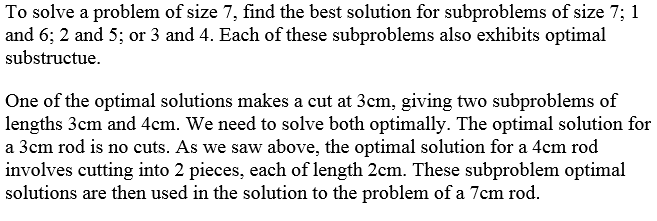 To solve a problem of size 7, find the best solution for subproblems of size 7; 1
and 6; 2 and 5; or 3 and 4. Each of these subproblems also exhibits optimal
substructue.
One of the optimal solutions makes a cut at 3cm, giving two subproblems of
lengths 3cm and 4cm. We need to solve both optimally. The optimal solution for
a 3cm rod is no cuts. As we saw above, the optimal solution for a 4cm rod
involves cutting into 2 pieces, each of length 2cm. These subproblem optimal
solutions are then used in the solution to the problem of a 7cm rod.